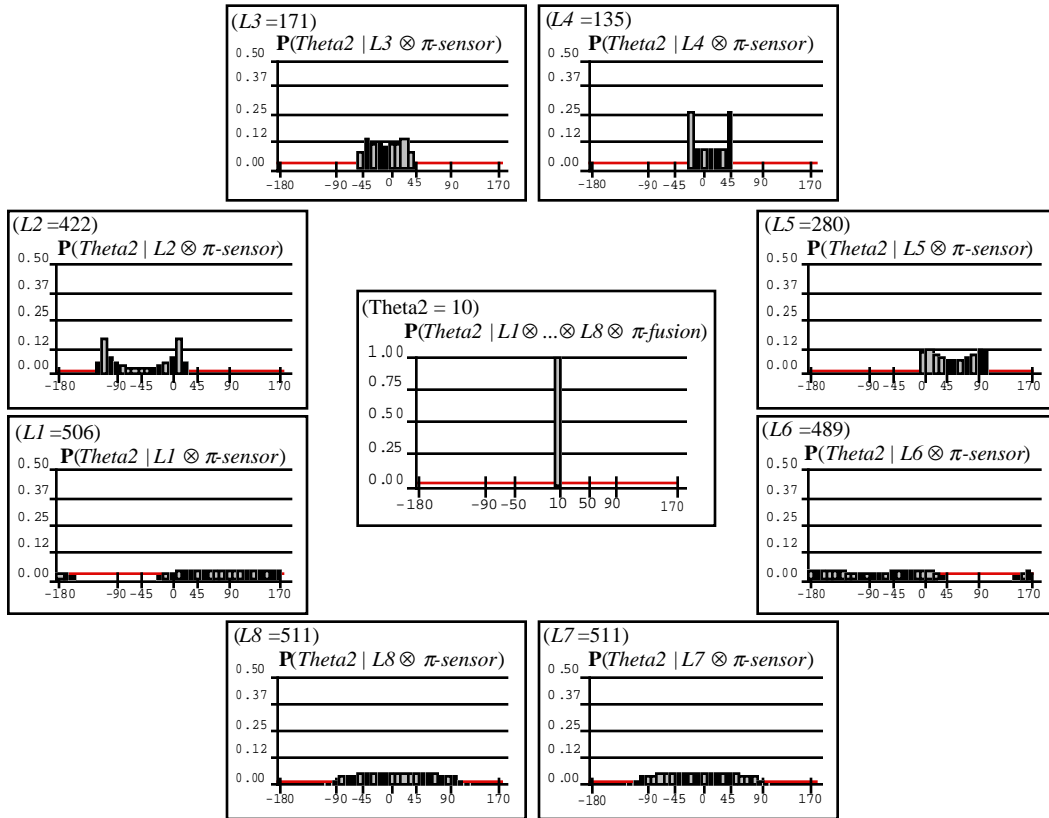 (L3 =171)
P(Theta2 | L3 ⊗ π-sensor)
0.50
0.37
0.25
0.12
0.00
-180 -90 -45 0 45 90 170
(L4 =135)
P(Theta2 | L4 ⊗ π-sensor)
0.50
0.37
0.25
0.12
0.00
-180 -90 -45 0 45 90 170
(L2 =422)
P(Theta2 | L2 ⊗ π-sensor)
0.50
0.37
0.25
0.12
0.00
-180 -90 -45 0 45 90 170
(Theta2 = 10)
P(Theta2 | L1 ⊗ ...⊗ L8 ⊗ π-fusion)
1.00
0.75
0.50
0.25
0.00
-180 -90 -50 10 50 90 170
(L5 =280)
P(Theta2 | L5 ⊗ π-sensor)
0.50
0.37
0.25
0.12
0.00
-180 -90 -45 0 45 90 170
(L1 =506)
P(Theta2 | L1 ⊗ π-sensor)
0.50
0.37
0.25
0.12
0.00
-180 -90 -45 0 45 90 170
(L6 =489)
P(Theta2 | L6 ⊗ π-sensor)
0.50
0.37
0.25
0.12
0.00
-180 -90 -45 0 45 90 170
(L8 =511)
P(Theta2 | L8 ⊗ π-sensor)
0.50
0.37
0.25
0.12
0.00
-180 -90 -45 0 45 90 170
(L7 =511)
P(Theta2 | L7 ⊗ π-sensor)
0.50
0.37
0.25
0.12
0.00
-180 -90 -45 0 45 90 170